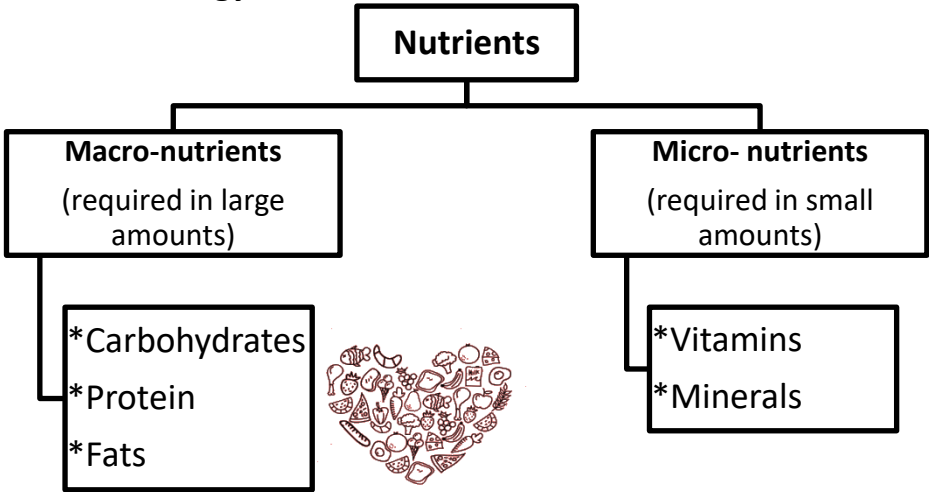 Nutrients
Macro-nutrients
(required in large
amounts)
Micro- nutrients
(required in small
amounts)
*Carbohydrates
*Protein
*Fats
*Vitamins
*Minerals